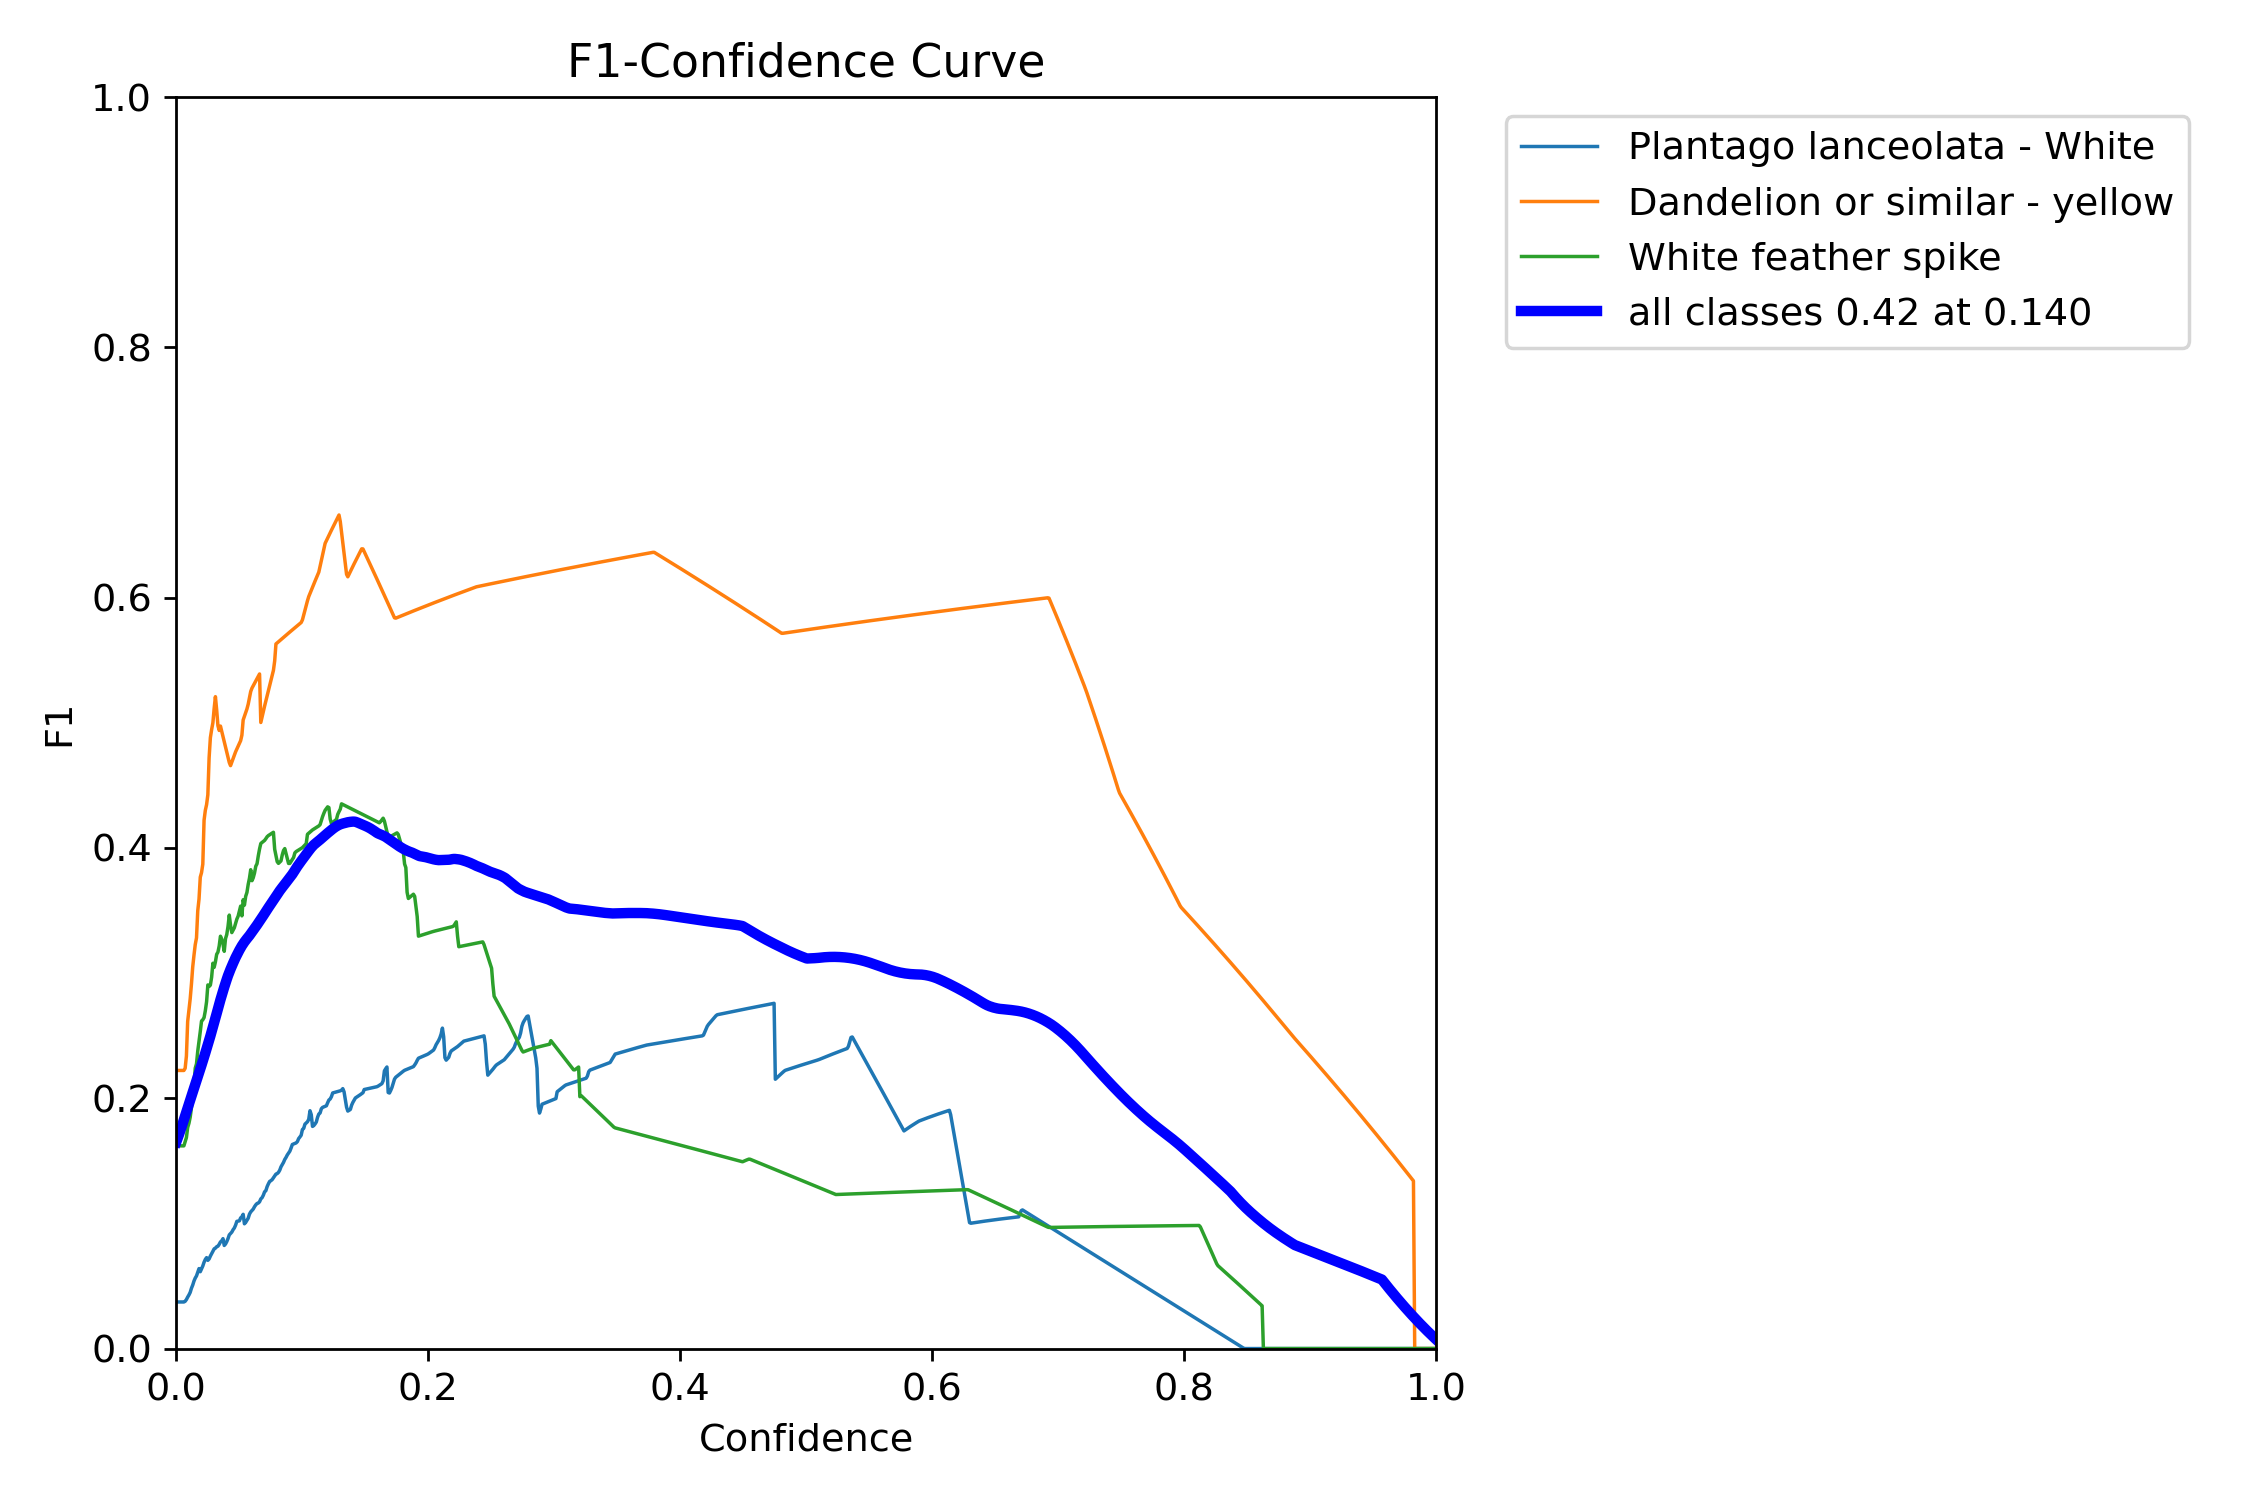 F1-Confidence Curve
1.0
0.8
0.6
0.4
0.2
0.0
F1
0.0 0.2 0.4 0.6 0.8 1.0
Confidence
Plantago lanceolata - White
Dandelion or similar - yellow
White feather spike
all classes 0.42 at 0.140